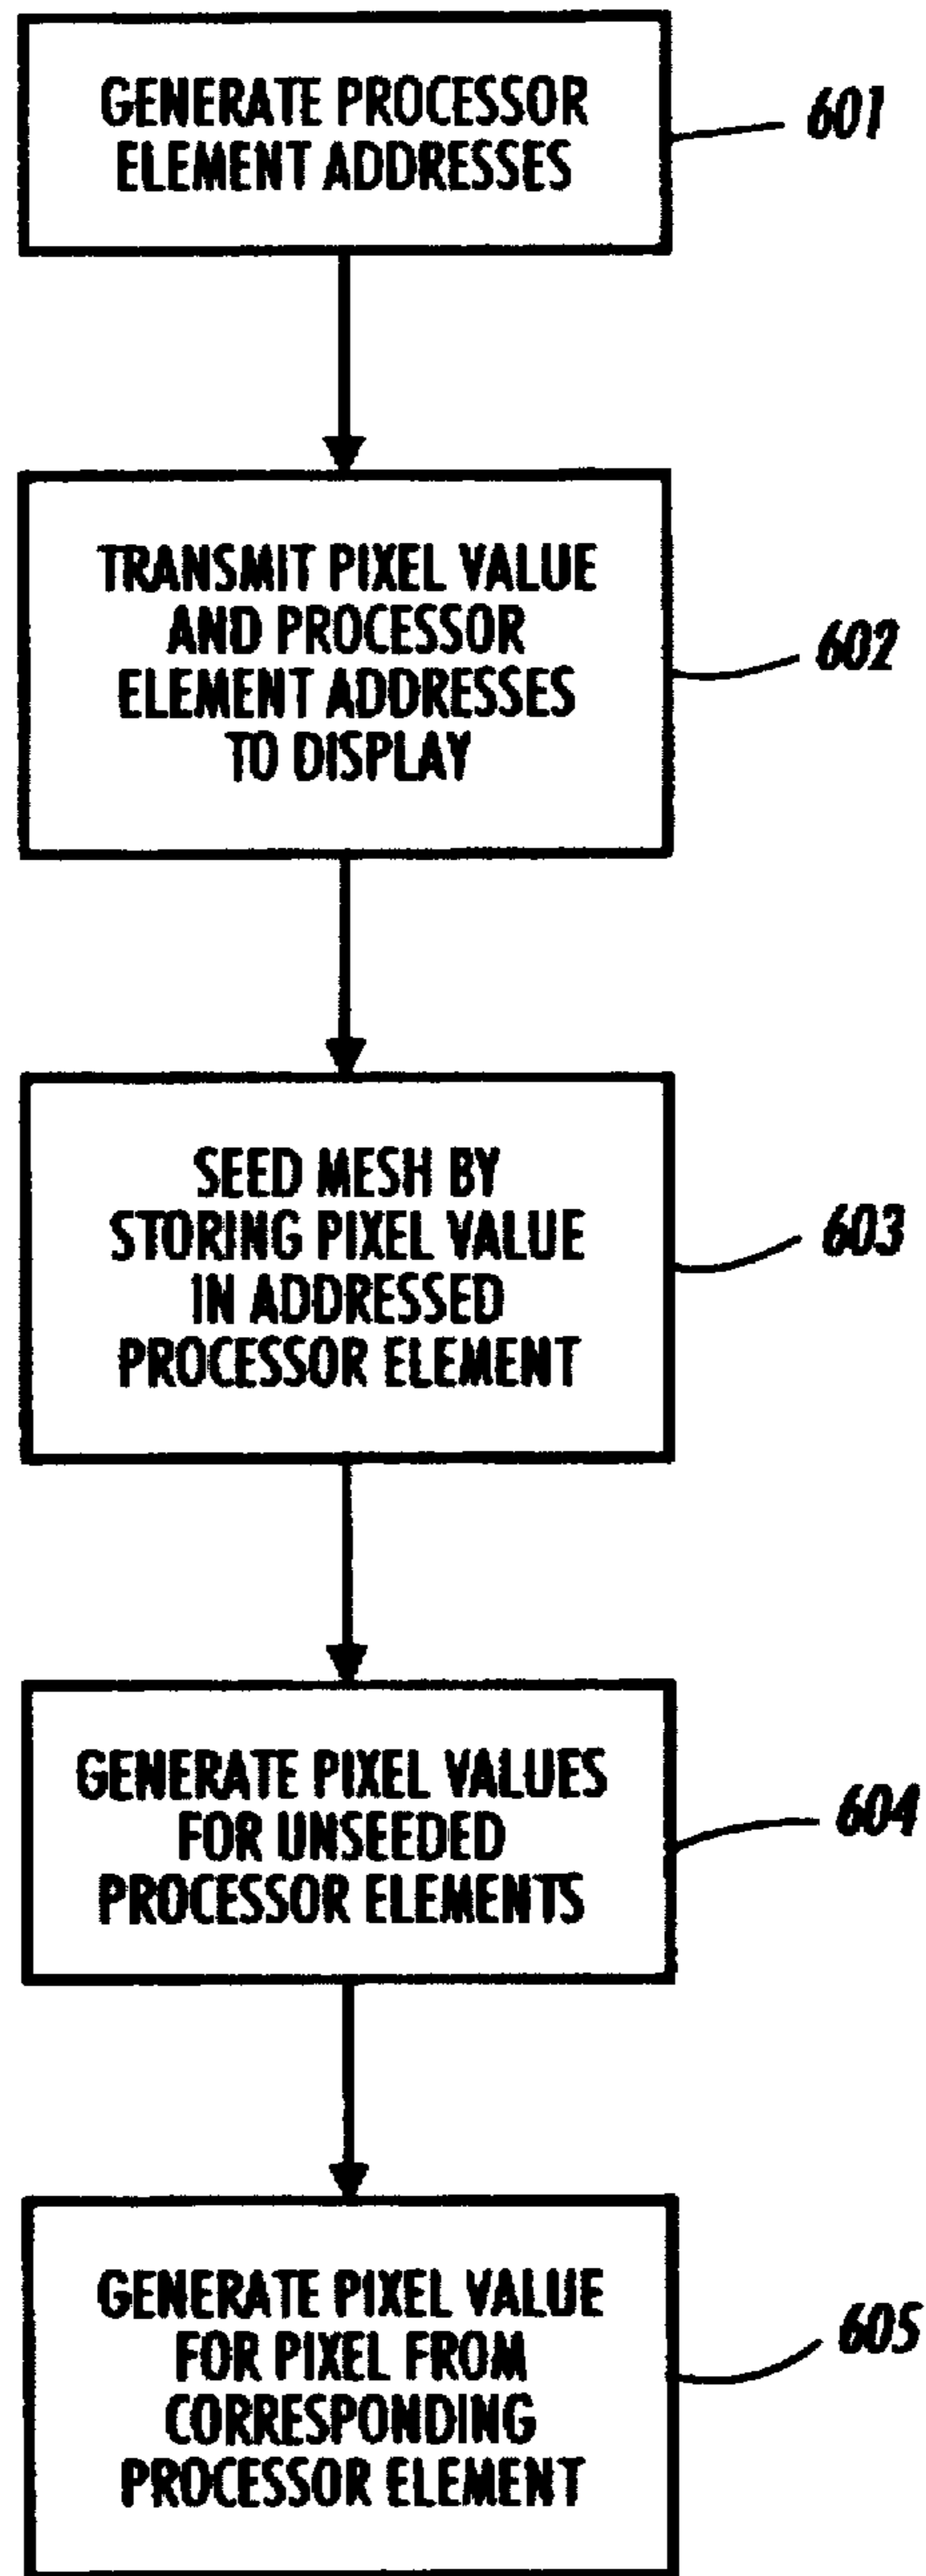 GENERATE PROCESSOR
ELEMENT ADDRESSES
601
TRANSMIT PIXEL VALUE
AND PROCESSOR
ELEMENT ADDRESSES
TO DISPLAY
602
SEED MESH BY
STORING PIXEL VALUE
IN ADDRESSED
PROCESSOR ELEMENT
603
GENERATE PIXEL VALUES
FOR UNSEEDED
PROCESSOR ELEMENTS
604
GENERATE PIXEL VALUE
FOR PIXEL FROM
CORRESPONDING
PROCESSOR ELEMENT
605